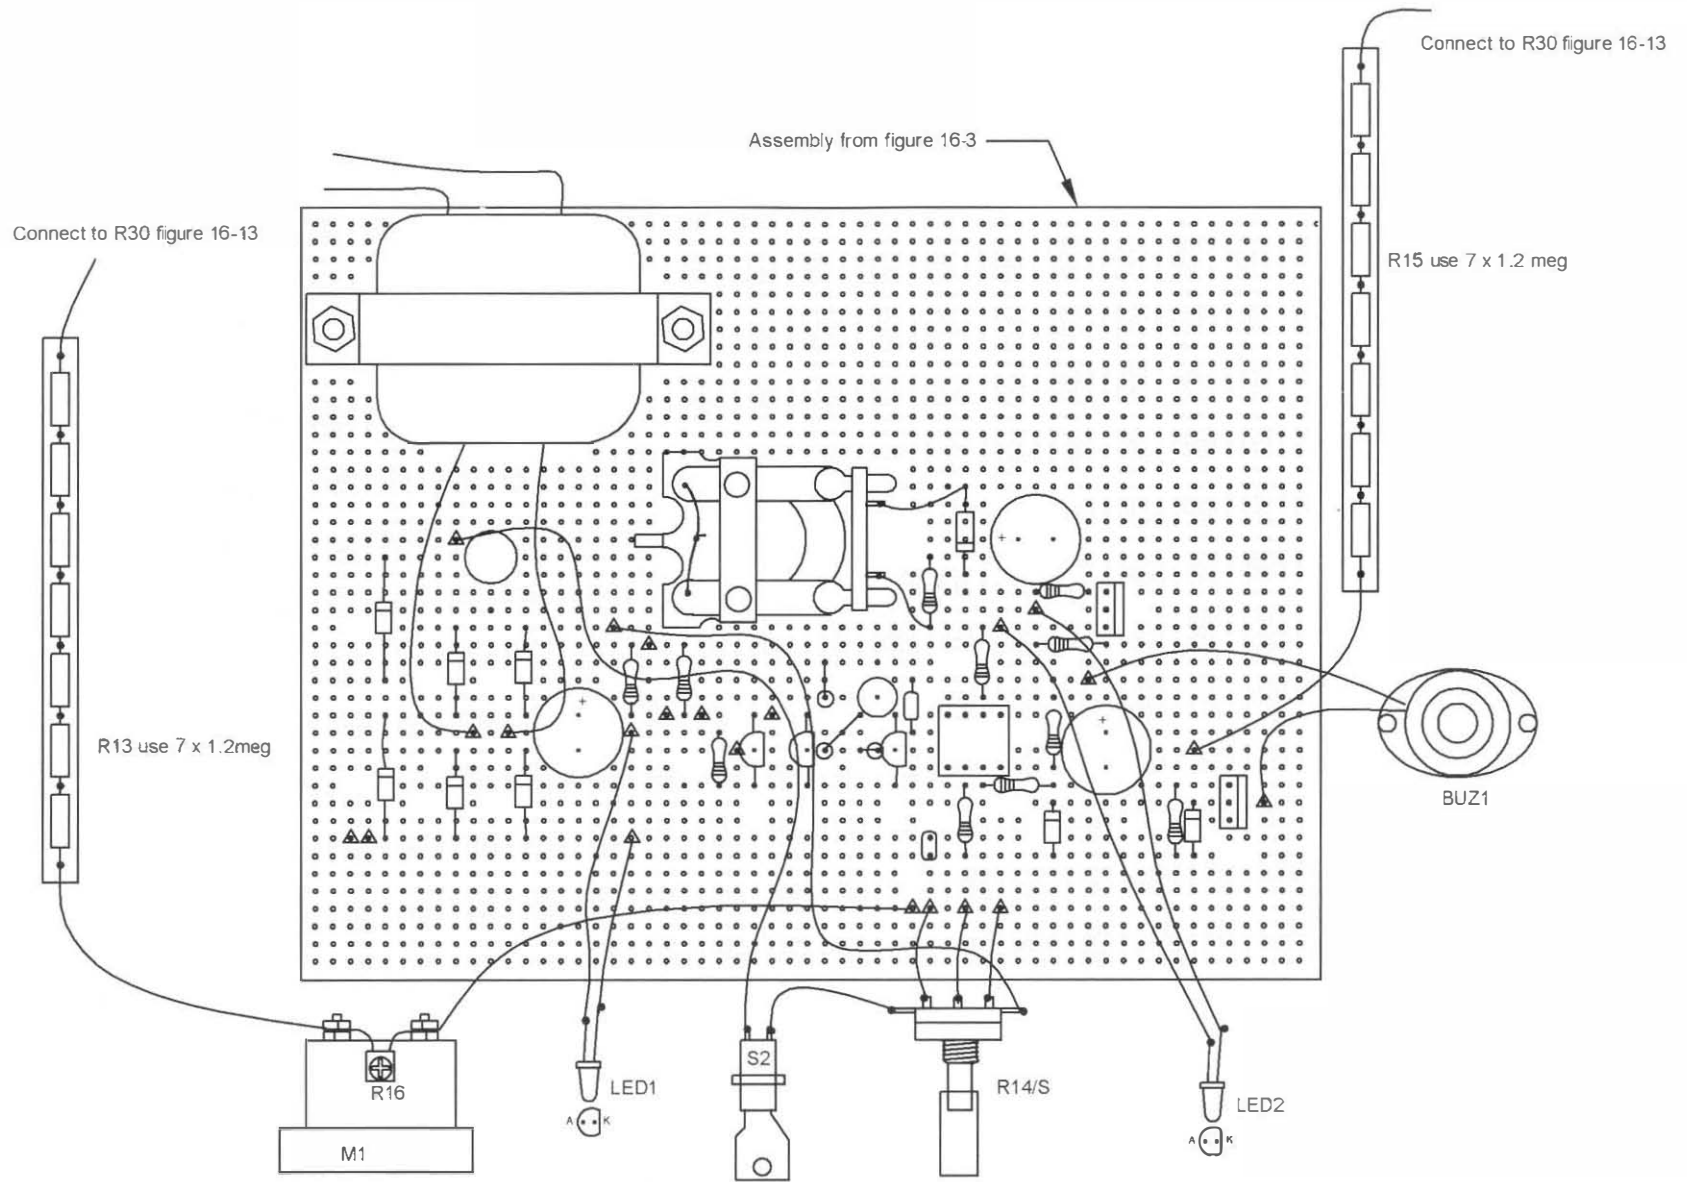 Connect to R30 figure 16-13
Assembly from figure 16-3
Connect to R30 figure 16-13
R15 use 7 x 1.2 meg
+
+
+
R13 use 7 x 1.2meg
BUZ1
S2
R16
LED1
R14/S
LED2
A K
A K
M1